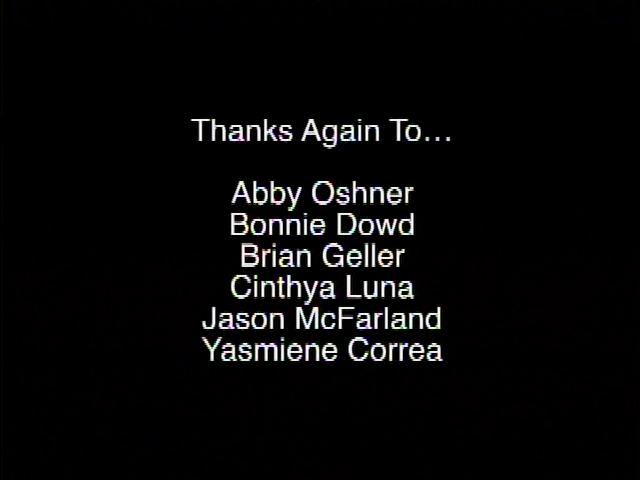 Thanks Again To...
Abby Oshner
Bonnie Dowd
Brian Geller
Cinthya Luna
Jason McFarland
Yasmiene Correa